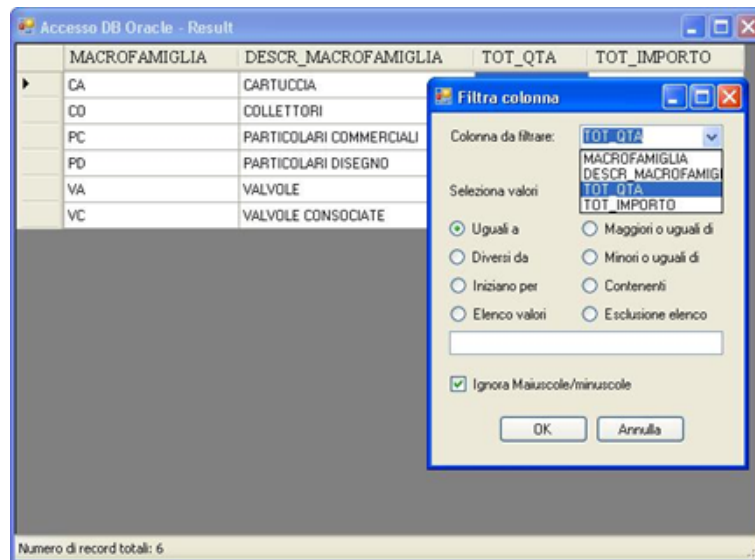 Accesso DB Oracle - Result
MACROFAMIGLIA DESCR_MACROFAMIGLIA TOT_QTA TOT_IMPORTO
CA CARTUCCIA
CO COLLETTORI
PC PARTICOLARI COMMERCIALI
PD PARTICOLARI DISEGNO
VA VALVOLE
VC VALVOLE CONSOCIATE
Filtra colonna
Colonna da filtrare: TOT_QTA
MACROFAMIGLIA
DESCR_MACROFAMIGI
TOT_QTA
TOT_IMPORTO
Seleziona valori
Uguali a Maggiori o uguali di
Diversi da Minori o uguali di
Iniziano per Contenenti
Elenco valori Esclusione elenco
Ignora Maiuscole/minuscole
OK Annulla
Numero di record totali: 6